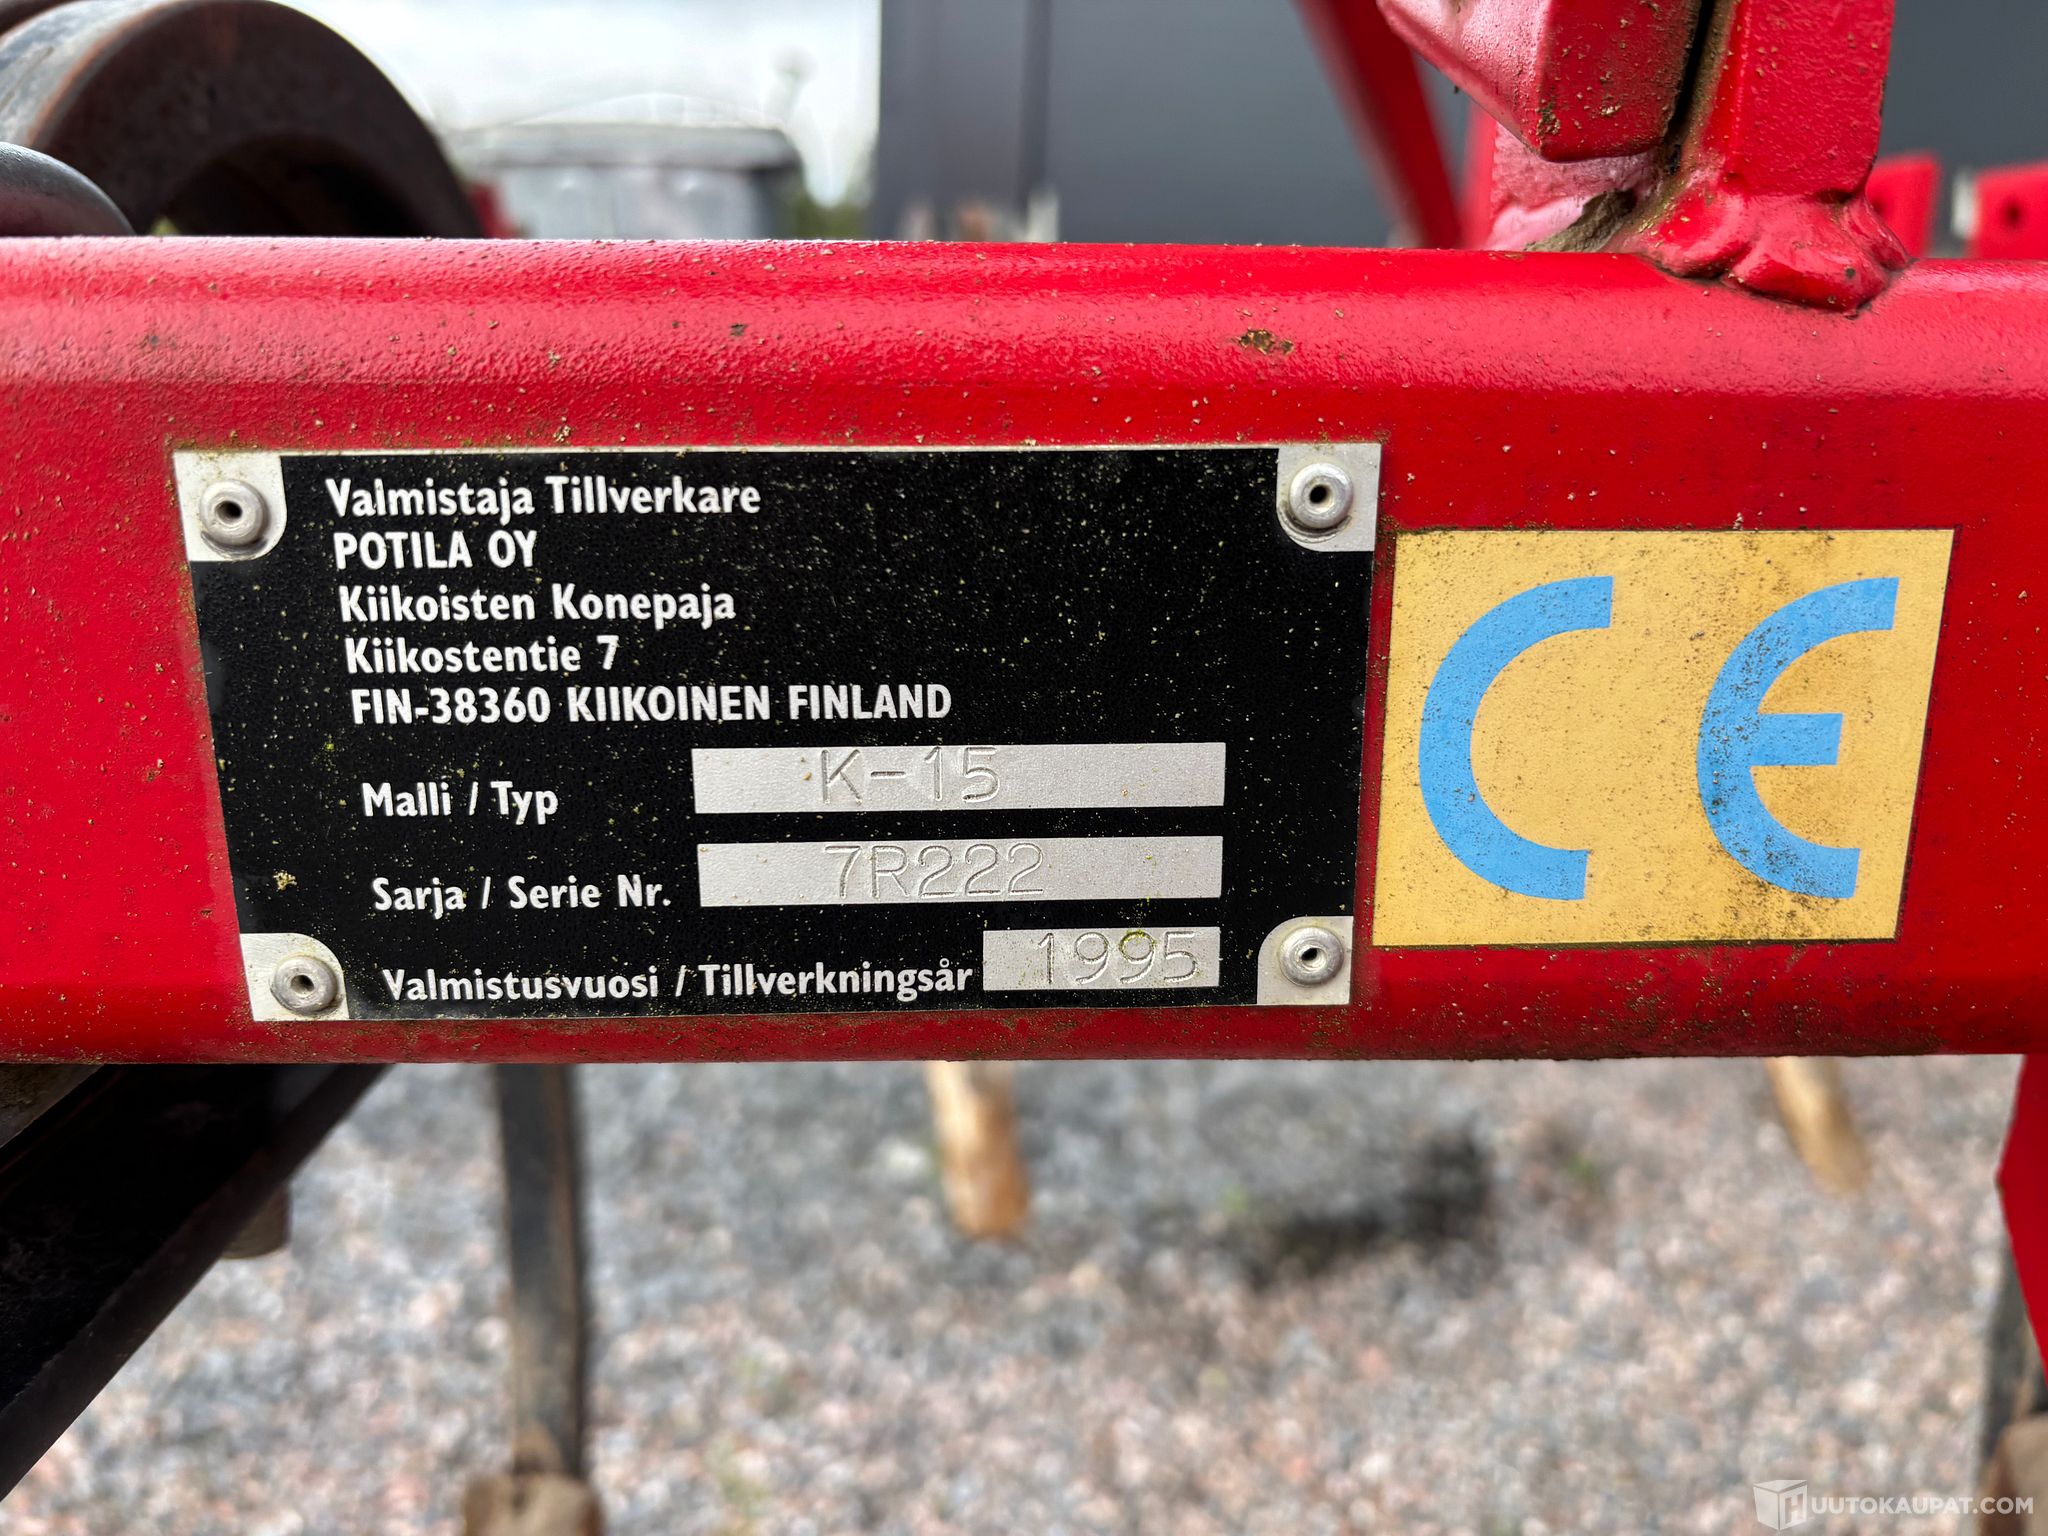 Valmistaja Tillverkare
POTILA OY
Kiikoisten Konepaja
Kiikostentie 7
FIN-38360 KIIKOINEN FINLAND
Malli / Typ K-15
Sarja / Serie Nr. 7R222
Valmistusvuosi / Tillverkningsår 1995
CE
HUUTOKAUPAT.COM